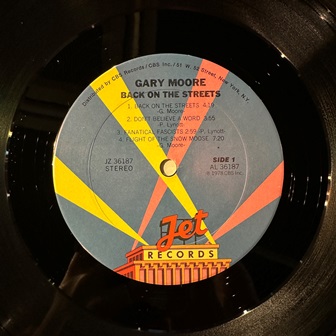 Distributed by CBS Records/CBS Inc./51 W. 52 Street, New York, N.Y.
GARY MOORE
BACK ON THE STREETS
1. BACK ON THE STREETS 4:19
-G. Moore-
2. DON'T BELIEVE A WORD 3:55
-P. Lynott-
3. FANATICAL FASCISTS 2:59 -P. Lynott-
4. FLIGHT OF THE SNOW MOOSE 7:20
-G. Moore-
JZ 36187
STEREO
SIDE 1
AL 36187
℗ 1978 CBS Inc.
Jet
RECORDS